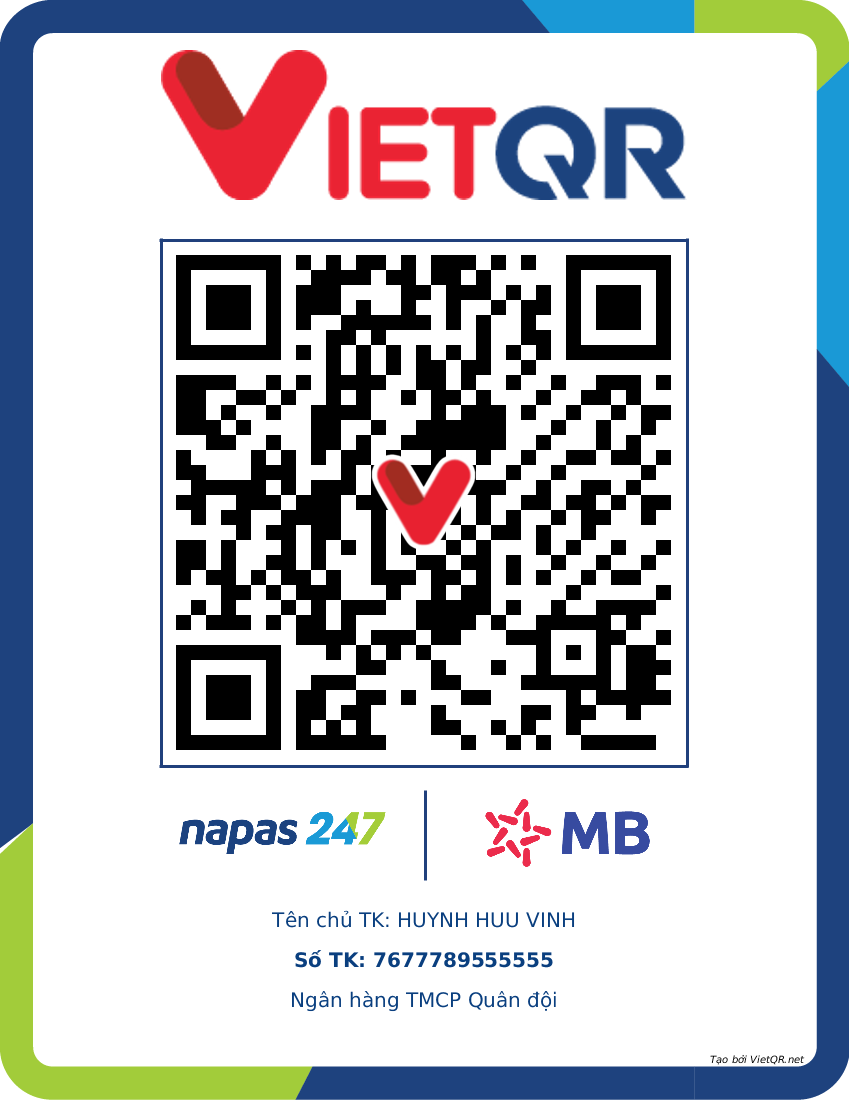 VIETQR
napas 247
MB
Tên chủ TK: HUYNH HUU VINH
Số TK: 7677789555555
Ngân hàng TMCP Quân đội
Tạo bởi VietQR.net